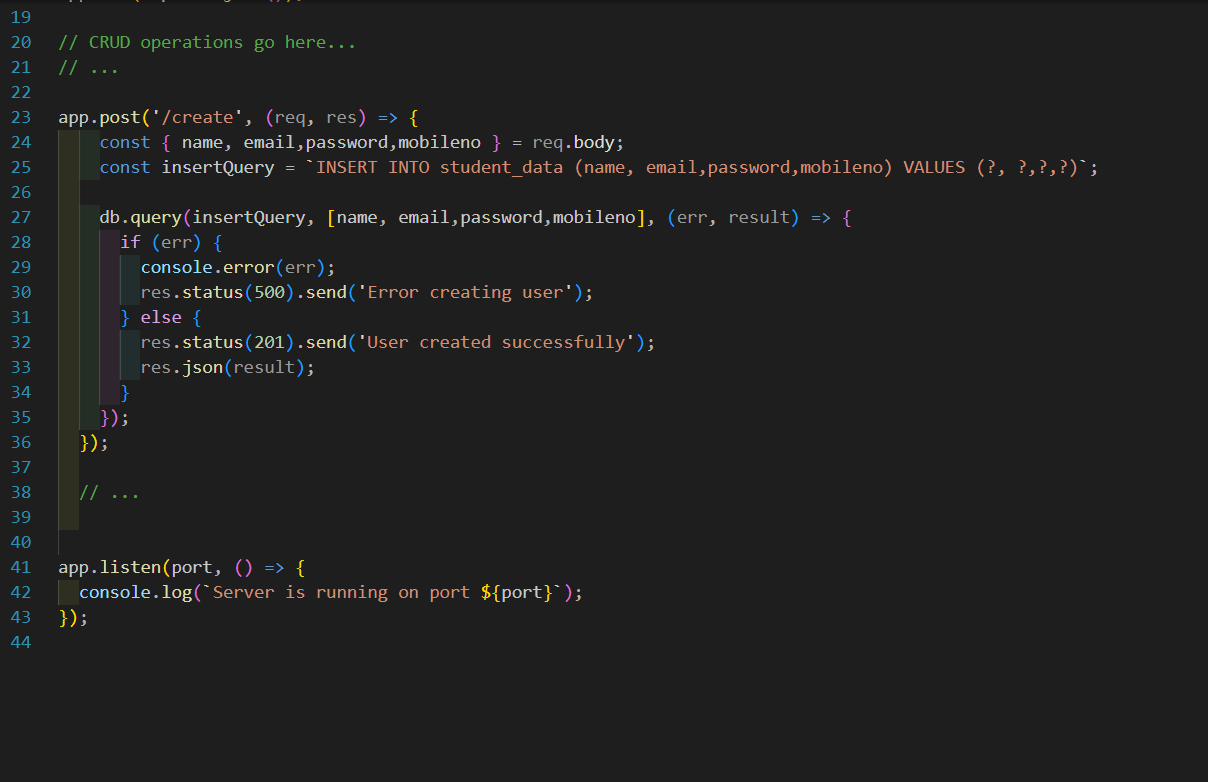 19
20 // CRUD operations go here...
21 // ...
22
23 app.post('/create', (req, res) => {
24 const { name, email,password,mobileno } = req.body;
25 const insertQuery = `INSERT INTO student_data (name, email,password,mobileno) VALUES (?, ?,?,?)`;
26
27 db.query(insertQuery, [name, email,password,mobileno], (err, result) => {
28 if (err) {
29 console.error(err);
30 res.status(500).send('Error creating user');
31 } else {
32 res.status(201).send('User created successfully');
33 res.json(result);
34 }
35 });
36 });
37
38 // ...
39
40
41 app.listen(port, () => {
42 console.log(`Server is running on port ${port}`);
43 });
44